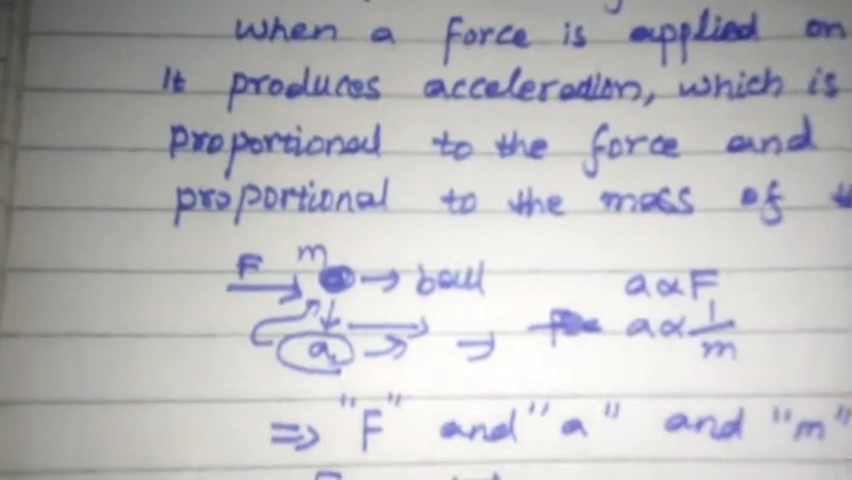 when a force is applied on
It produces acceleration, which is
proportional to the force and
proportional to the mass of
F m → ball a∝F
a → → a∝1/m
⇒ "F" and "a" and "m"